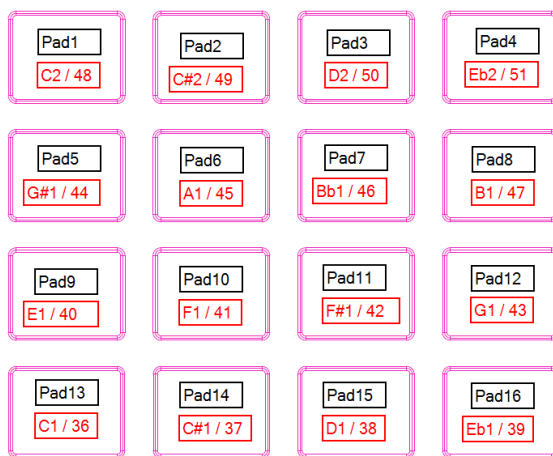 Pad1
C2 / 48
Pad2
C#2 / 49
Pad3
D2 / 50
Pad4
Eb2 / 51
Pad5
G#1 / 44
Pad6
A1 / 45
Pad7
Bb1 / 46
Pad8
B1 / 47
Pad9
E1 / 40
Pad10
F1 / 41
Pad11
F#1 / 42
Pad12
G1 / 43
Pad13
C1 / 36
Pad14
C#1 / 37
Pad15
D1 / 38
Pad16
Eb1 / 39